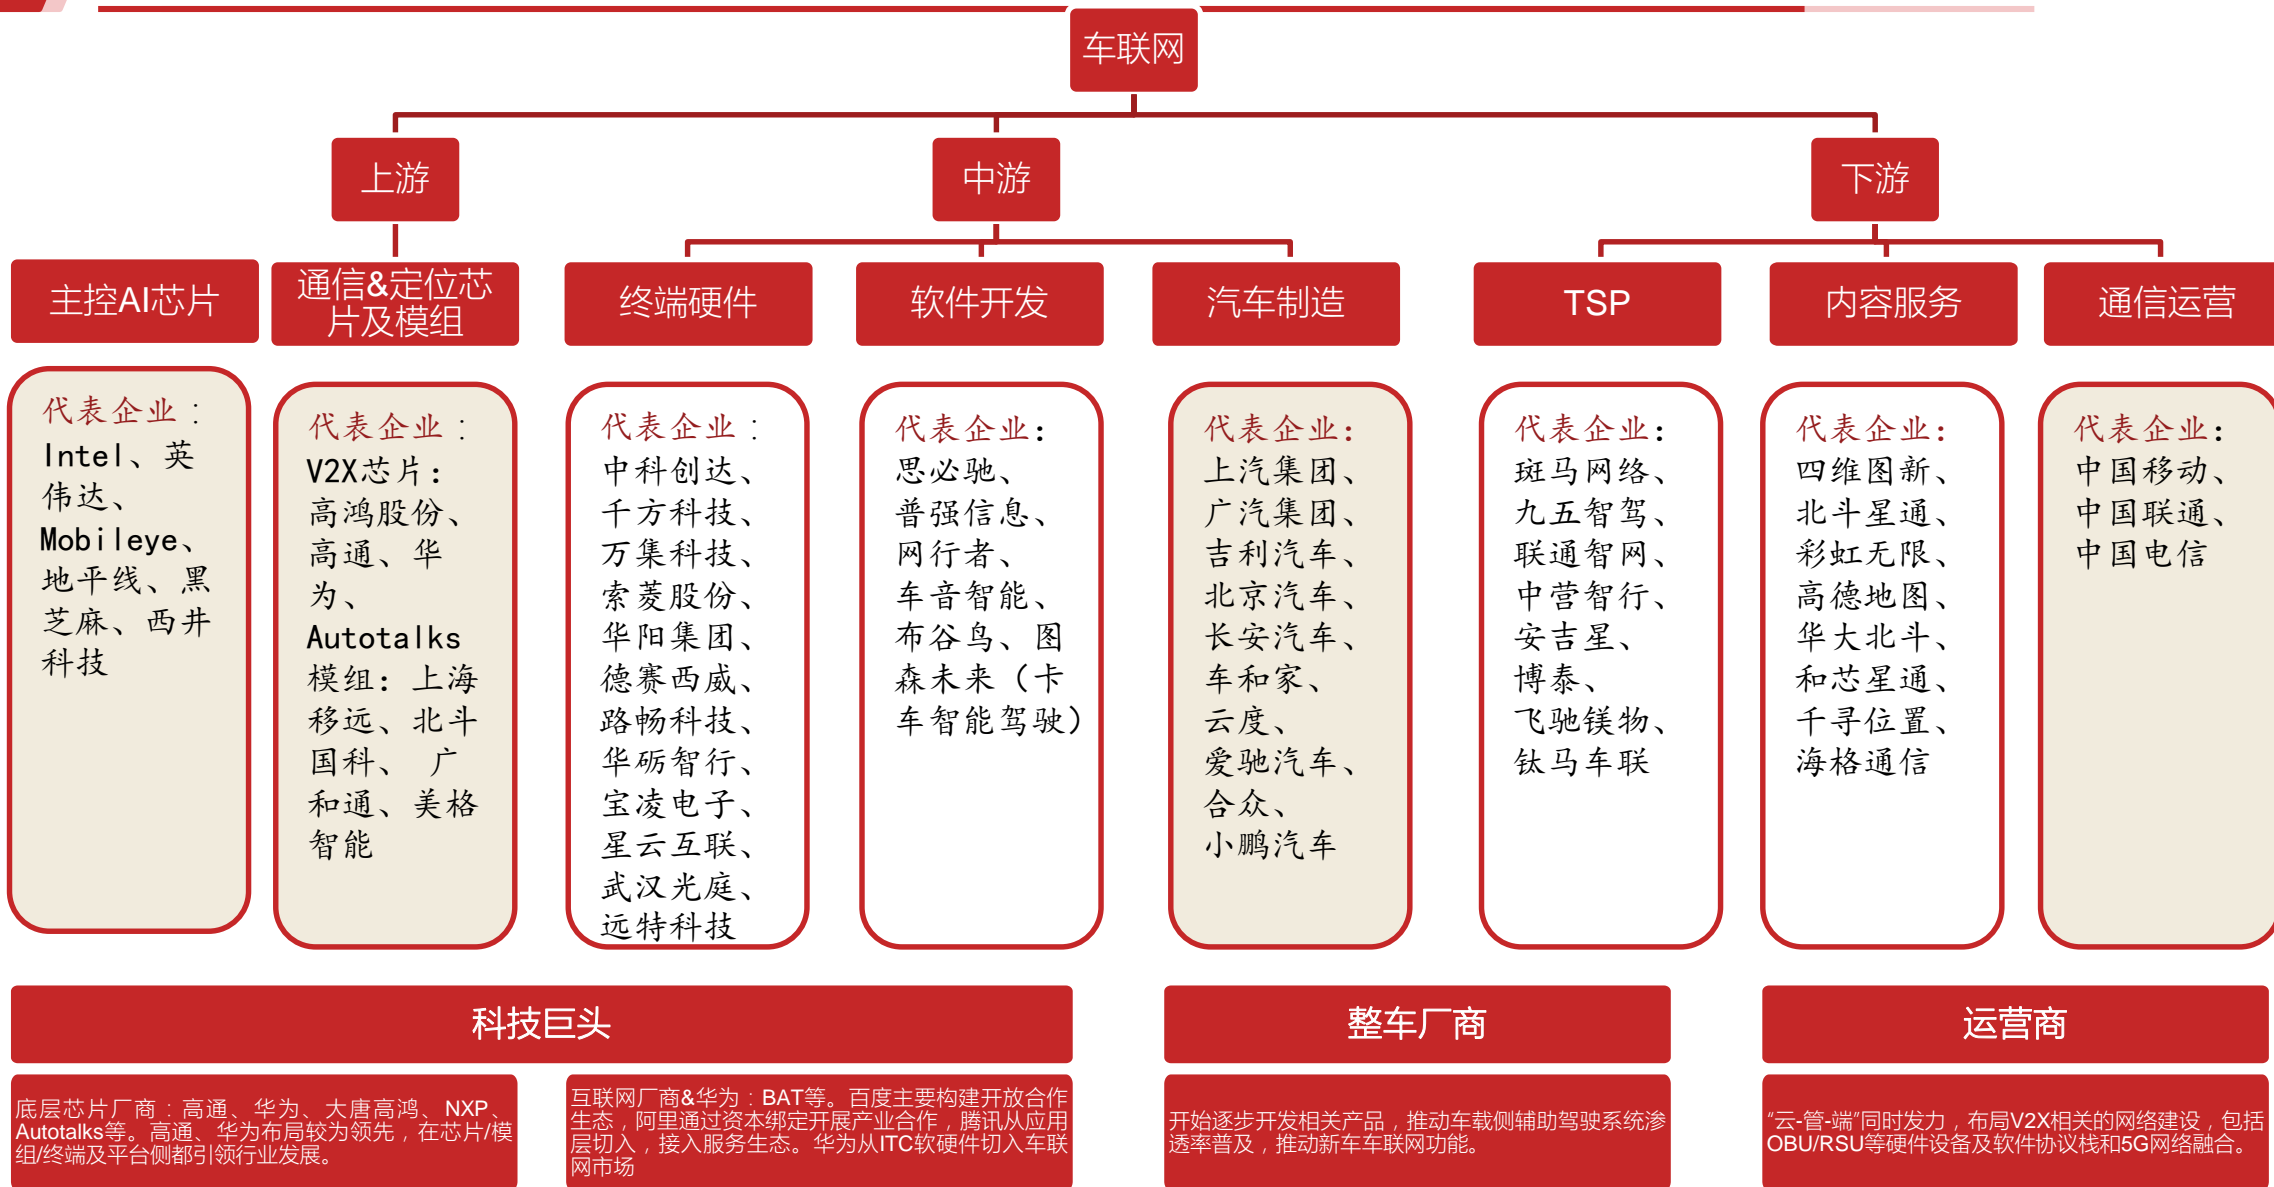 车联网
上游
中游
下游
主控AI芯片
通信&定位芯
片及模组
终端硬件
软件开发
汽车制造
TSP
内容服务
通信运营
代表企业：
Intel、英
伟达、
Mobileye、
地平线、黑
芝麻、西井
科技
代表企业：
V2X芯片：
高鸿股份、
高通、华
为、
Autotalks
模组：上海
移远、北斗
国科、 广
和通、美格
智能
代表企业：
中科创达、
千方科技、
万集科技、
索菱股份、
华阳集团、
德赛西威、
路畅科技、
华砺智行、
宝凌电子、
星云互联、
武汉光庭、
远特科技
代表企业：
思必驰、
普强信息、
网行者、
车音智能、
布谷鸟、图
森未来（卡
车智能驾驶）
代表企业：
上汽集团、
广汽集团、
吉利汽车、
北京汽车、
长安汽车、
车和家、
云度、
爱驰汽车、
合众、
小鹏汽车
代表企业：
斑马网络、
九五智驾、
联通智网、
中营智行、
安吉星、
博泰、
飞驰镁物、
钛马车联
代表企业：
四维图新、
北斗星通、
彩虹无限、
高德地图、
华大北斗、
和芯星通、
千寻位置、
海格通信
代表企业：
中国移动、
中国联通、
中国电信
科技巨头
整车厂商
运营商
底层芯片厂商：高通、华为、大唐高鸿、NXP、
Autotalks等。高通、华为布局较为领先，在芯片/模
组/终端及平台侧都引领行业发展。
互联网厂商&华为：BAT等。百度主要构建开放合作
生态，阿里通过资本绑定开展产业合作，腾讯从应用
层切入，接入服务生态。华为从ITC软硬件切入车联
网市场
开始逐步开发相关产品，推动车载侧辅助驾驶系统渗
透率普及，推动新车车联网功能。
“云-管-端”同时发力，布局V2X相关的网络建设，包括
OBU/RSU等硬件设备及软件协议栈和5G网络融合。